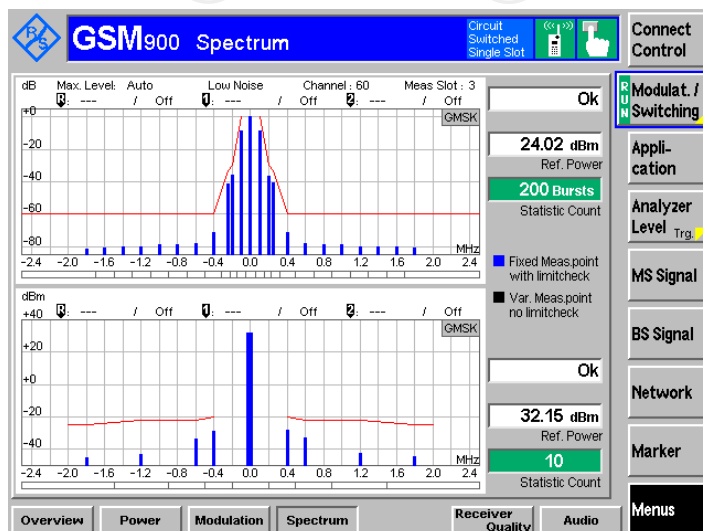 R&S
GSM900 Spectrum
Circuit
Switched
Single Slot
Connect
Control
dB Max. Level: Auto Low Noise Channel : 60 Meas Slot : 3
R: --- / Off 1: --- / Off 2: --- / Off
GMSK
+0
-20
-40
-60
-80
MHz
-2.4 -2.0 -1.6 -1.2 -0.8 -0.4 0.0 0.4 0.8 1.2 1.6 2.0 2.4
Ok
24.02 dBm
Ref. Power
200 Bursts
Statistic Count
Fixed Meas.point
with limitcheck
Var. Meas.point
no limitcheck
dBm
R: --- / Off 1: --- / Off 2: --- / Off
GMSK
+40
+20
+0
-20
-40
MHz
-2.4 -2.0 -1.6 -1.2 -0.8 -0.4 0.0 0.4 0.8 1.2 1.6 2.0 2.4
Ok
32.15 dBm
Ref. Power
10
Statistic Count
RUN
Modulat. /
Switching
Appli-
cation
Analyzer
Level Trg.
MS Signal
BS Signal
Network
Marker
Menus
Overview Power Modulation Spectrum Receiver
Quality Audio